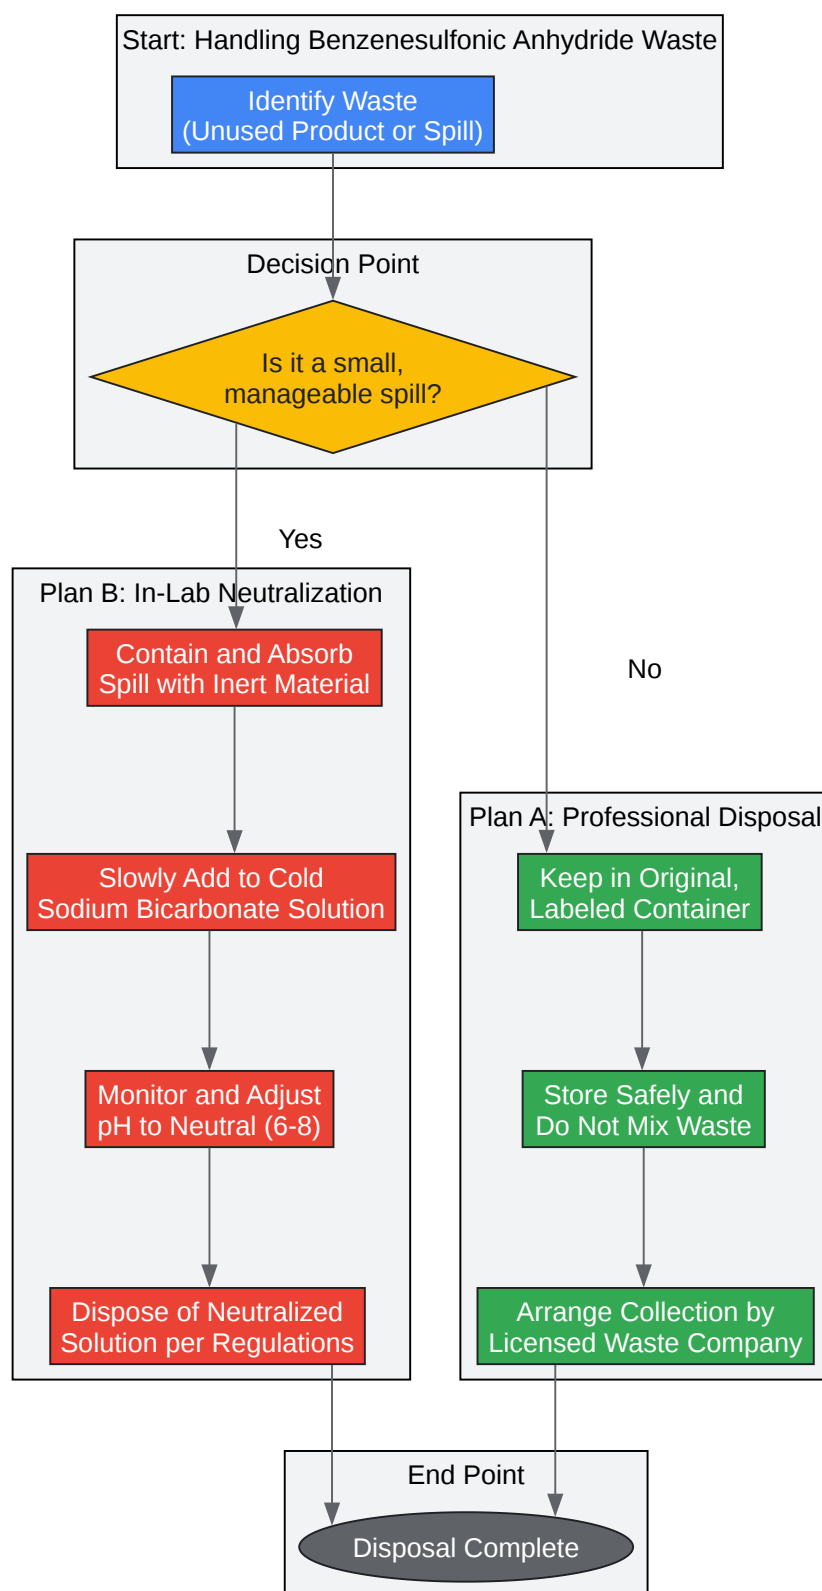 Start: Handling Benzenesulfonic Anhydride Waste
Identify Waste
(Unused Product or Spill)
Decision Point
Is it a small,
manageable spill?
Yes
No
Plan B: In-Lab Neutralization
Contain and Absorb
Spill with Inert Material
Slowly Add to Cold
Sodium Bicarbonate Solution
Monitor and Adjust
pH to Neutral (6-8)
Dispose of Neutralized
Solution per Regulations
Plan A: Professional Disposal
Keep in Original,
Labeled Container
Store Safely and
Do Not Mix Waste
Arrange Collection by
Licensed Waste Company
End Point
Disposal Complete